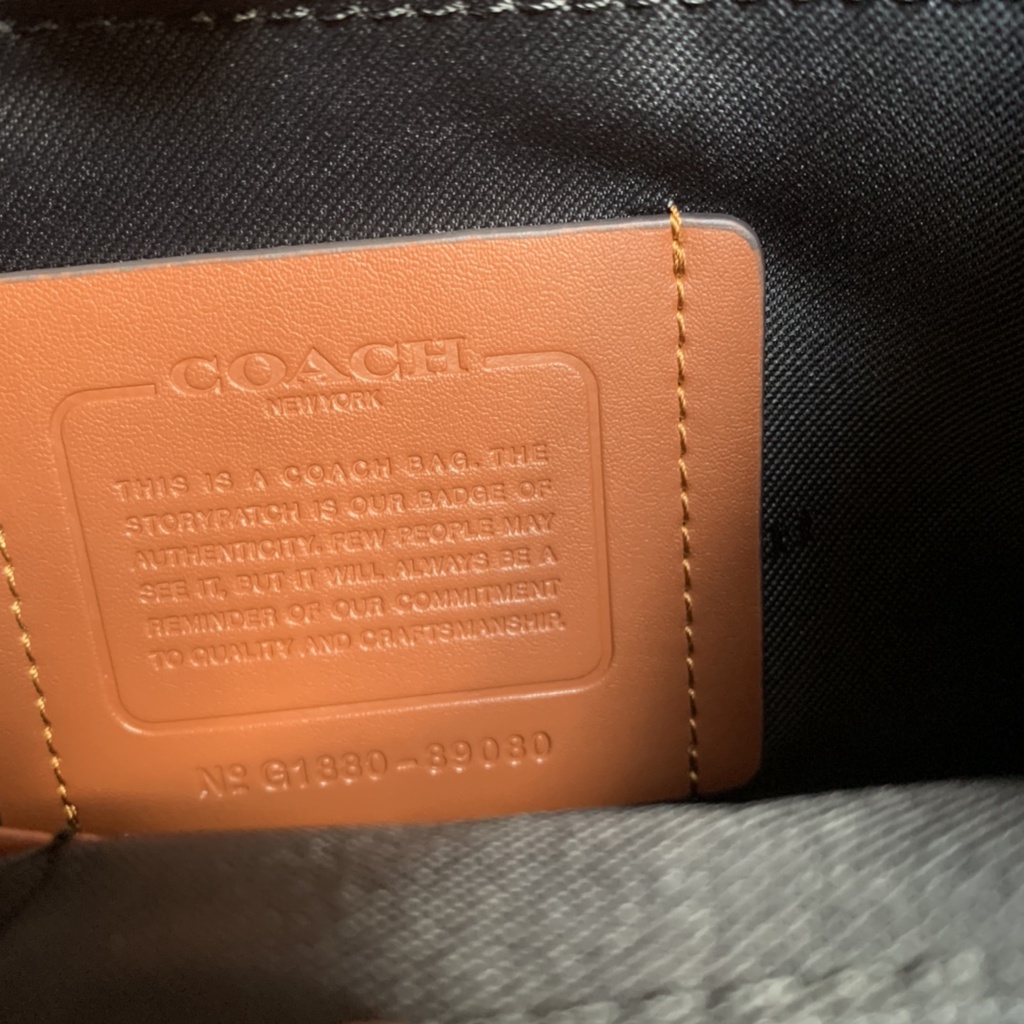 COACH
NEW YORK
THIS IS A COACH BAG. THE
STORYPATCH IS OUR BADGE OF
AUTHENTICITY. FEW PEOPLE MAY
SEE IT, BUT IT WILL ALWAYS BE A
REMINDER OF OUR COMMITMENT
TO QUALITY AND CRAFTSMANSHIP.
Nº G1380-89080